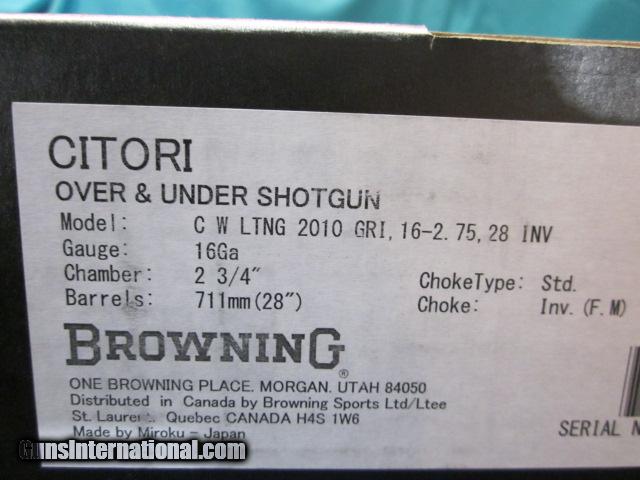 CITORI
OVER & UNDER SHOTGUN
Model: C W LTNG 2010 GRI, 16-2.75, 28 INV
Gauge: 16Ga
Chamber: 2 3/4" ChokeType: Std.
Barrels: 711mm(28") Choke: Inv. (F.M)
BROWNING®
ONE BROWNING PLACE. MORGAN. UTAH 84050
Distributed in Canada by Browning Sports Ltd/Ltee
St. Laurent. Quebec CANADA H4S 1W6
Made by Miroku - Japan
SERIAL N
GunsInternational.com